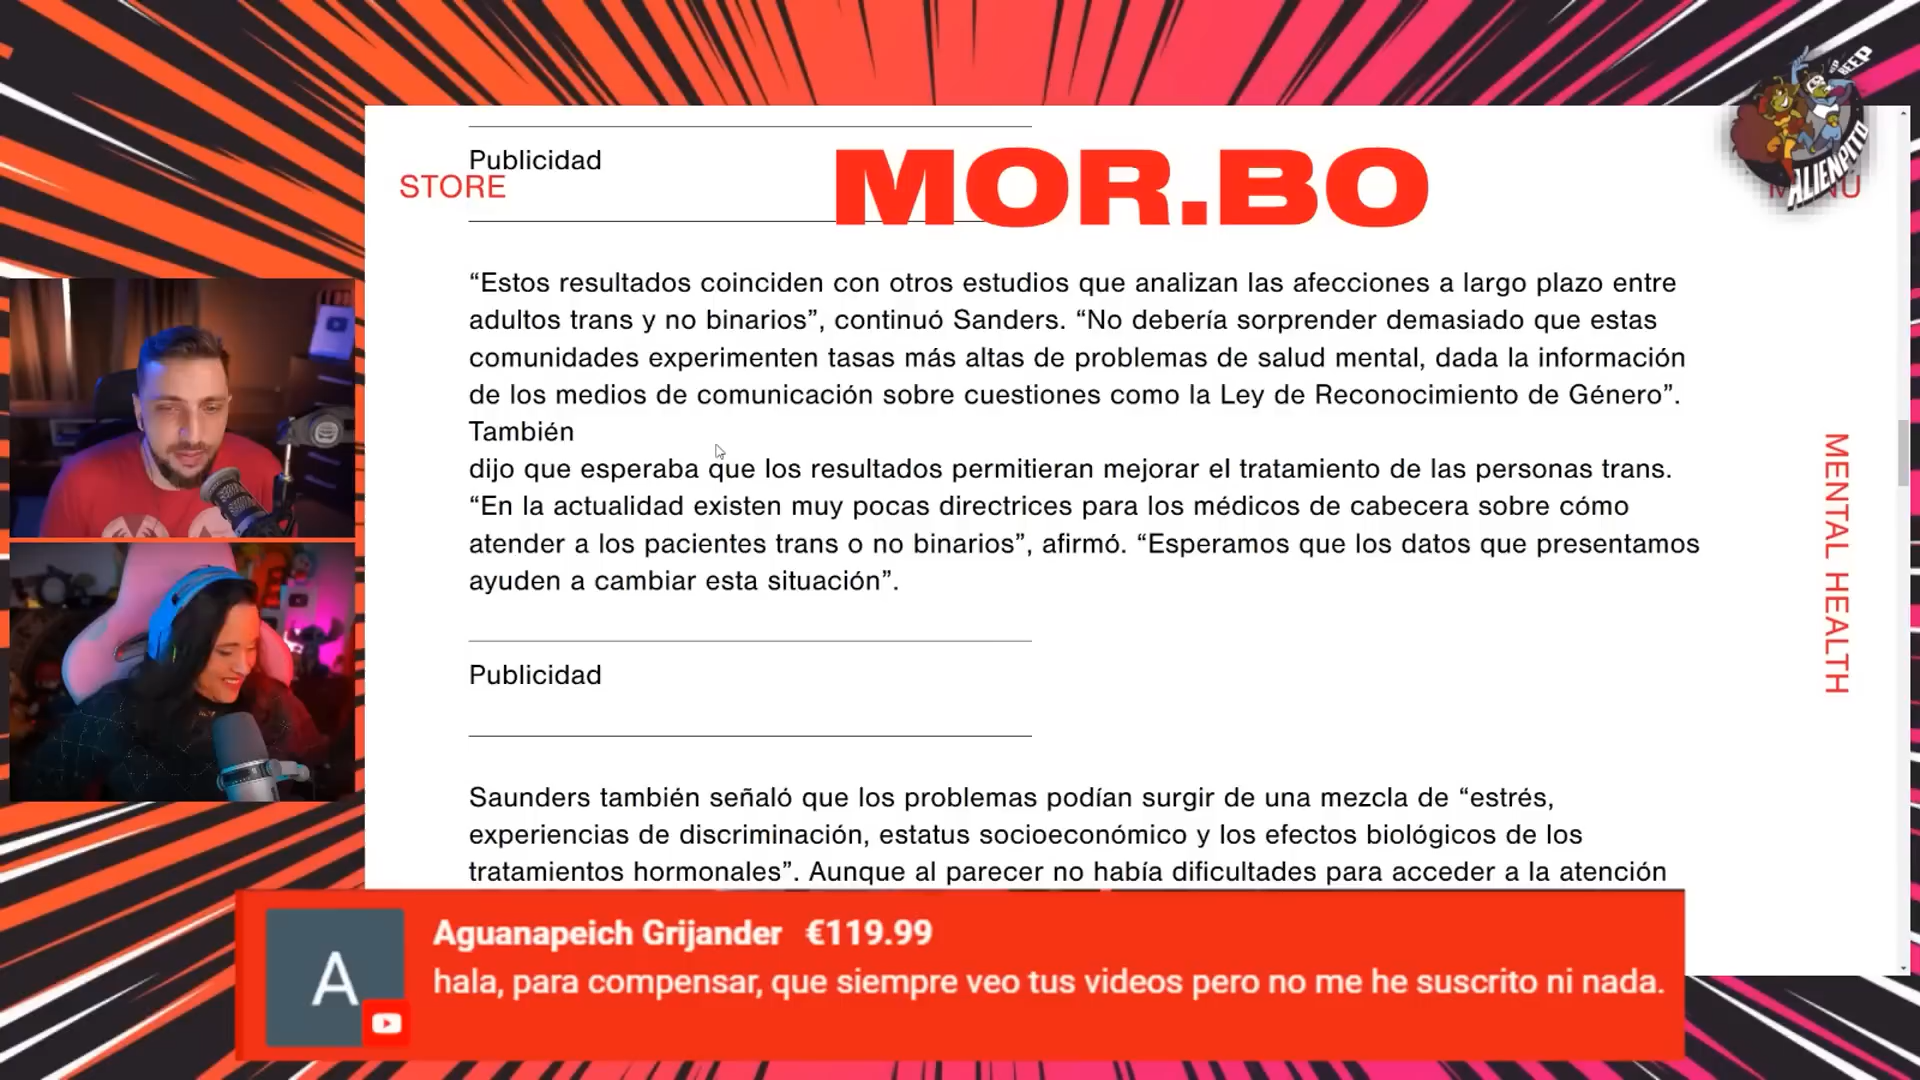 BEEP BEEP
ALIENPITO
Publicidad
STORE
MOR.BO
“Estos resultados coinciden con otros estudios que analizan las afecciones a largo plazo entre
adultos trans y no binarios”, continuó Sanders. “No debería sorprender demasiado que estas
comunidades experimenten tasas más altas de problemas de salud mental, dada la información
de los medios de comunicación sobre cuestiones como la Ley de Reconocimiento de Género”.
También
dijo que esperaba que los resultados permitieran mejorar el tratamiento de las personas trans.
“En la actualidad existen muy pocas directrices para los médicos de cabecera sobre cómo
atender a los pacientes trans o no binarios”, afirmó. “Esperamos que los datos que presentamos
ayuden a cambiar esta situación”.
MENTAL HEALTH
Publicidad
Saunders también señaló que los problemas podían surgir de una mezcla de “estrés,
experiencias de discriminación, estatus socioeconómico y los efectos biológicos de los
tratamientos hormonales”. Aunque al parecer no había dificultades para acceder a la atención
A
Aguanapeich Grijander €119.99
hala, para compensar, que siempre veo tus videos pero no me he suscrito ni nada.